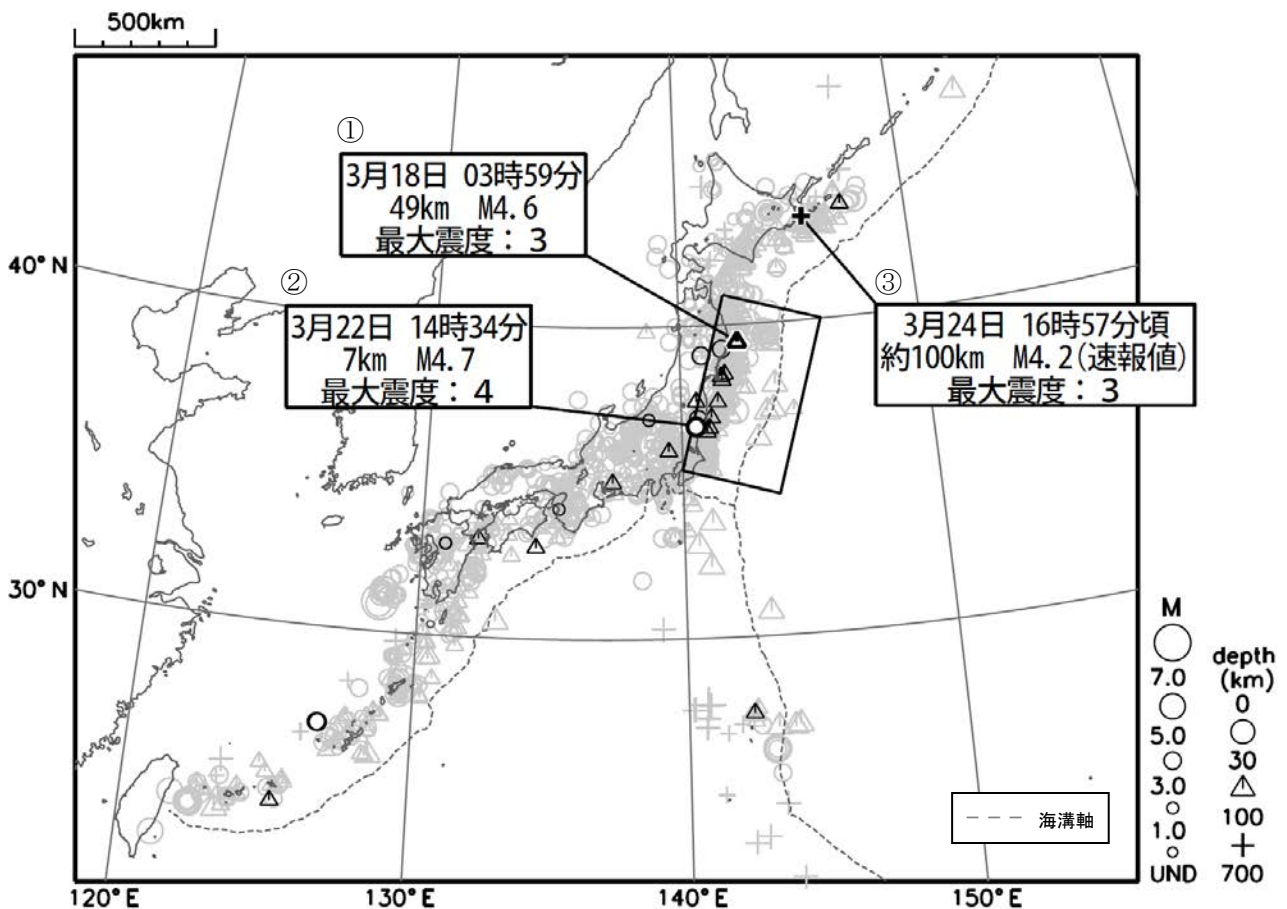 500km
①
3月18日 03時59分
49km M4.6
最大震度：3
②
3月22日 14時34分
7km M4.7
最大震度：4
③
3月24日 16時57分頃
約100km M4.2(速報値)
最大震度：3
40°N
30°N
120°E
130°E
140°E
150°E
海溝軸
M
7.0
5.0
3.0
1.0
UND
depth
(km)
0
30
100
700